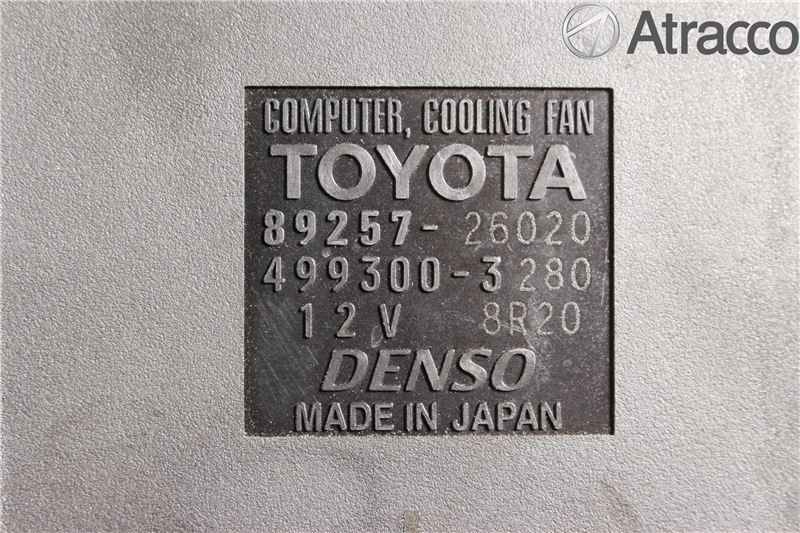 Atracco
COMPUTER, COOLING FAN
TOYOTA
89257-26020
499300-3280
12V 8R20
DENSO
MADE IN JAPAN